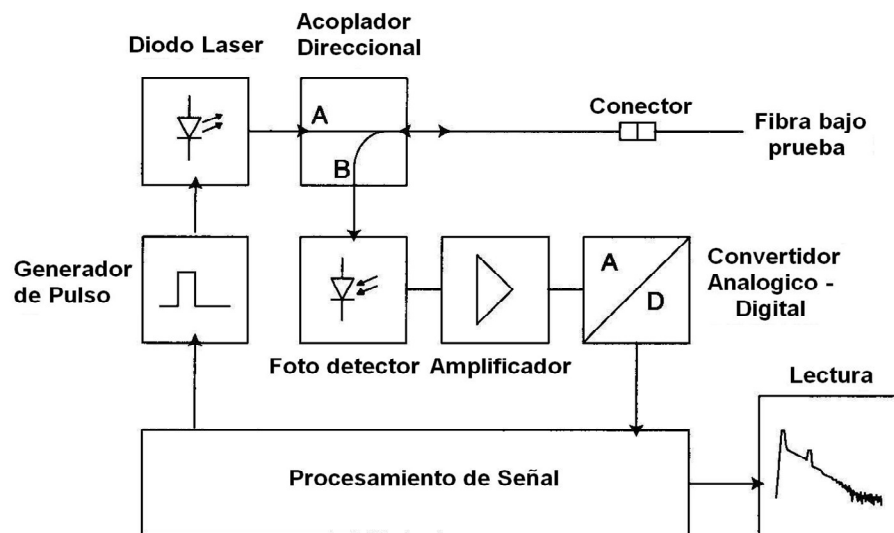 Diodo Laser
Acoplador
Direccional
A
B
Conector
Fibra bajo
prueba
Generador
de Pulso
Foto detector
Amplificador
A
D
Convertidor
Analogico -
Digital
Lectura
Procesamiento de Señal